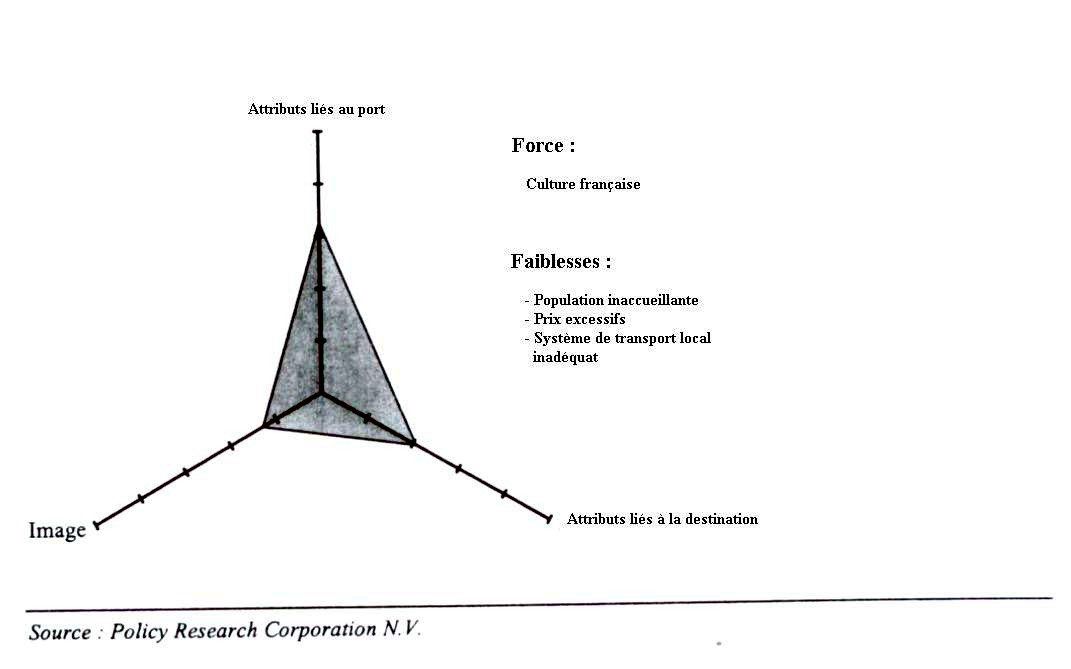 Attributs liés au port
Force :
Culture française
Faiblesses :
- Population inaccueillante
- Prix excessifs
- Système de transport local
inadéquat
Image
Attributs liés à la destination
Source : Policy Research Corporation N.V.